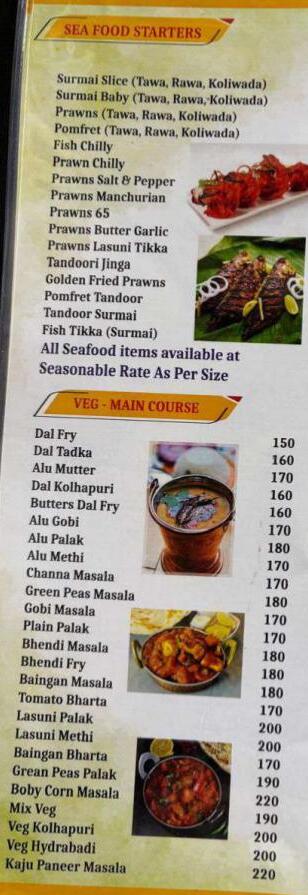 SEA FOOD STARTERS
Surmai Slice (Tawa, Rawa, Koliwada)
Surmai Baby (Tawa, Rawa, Koliwada)
Prawns (Tawa, Rawa, Koliwada)
Pomfret (Tawa, Rawa, Koliwada)
Fish Chilly
Prawn Chilly
Prawns Salt & Pepper
Prawns Manchurian
Prawns 65
Prawns Butter Garlic
Prawns Lasuni Tikka
Tandoori Jinga
Golden Fried Prawns
Pomfret Tandoor
Tandoor Surmai
Fish Tikka (Surmai)
All Seafood items available at
Seasonable Rate As Per Size
VEG - MAIN COURSE
Dal Fry 150
Dal Tadka 160
Alu Mutter 170
Dal Kolhapuri 160
Butters Dal Fry 160
Alu Gobi 170
Alu Palak 180
Alu Methi 170
Channa Masala 170
Green Peas Masala 180
Gobi Masala 170
Plain Palak 170
Bhendi Masala 180
Bhendi Fry 180
Baingan Masala 180
Tomato Bharta 170
Lasuni Palak 200
Lasuni Methi 200
Baingan Bharta 170
Grean Peas Palak 190
Boby Corn Masala 220
Mix Veg 190
Veg Kolhapuri 200
Veg Hydrabadi 200
Kaju Paneer Masala 220